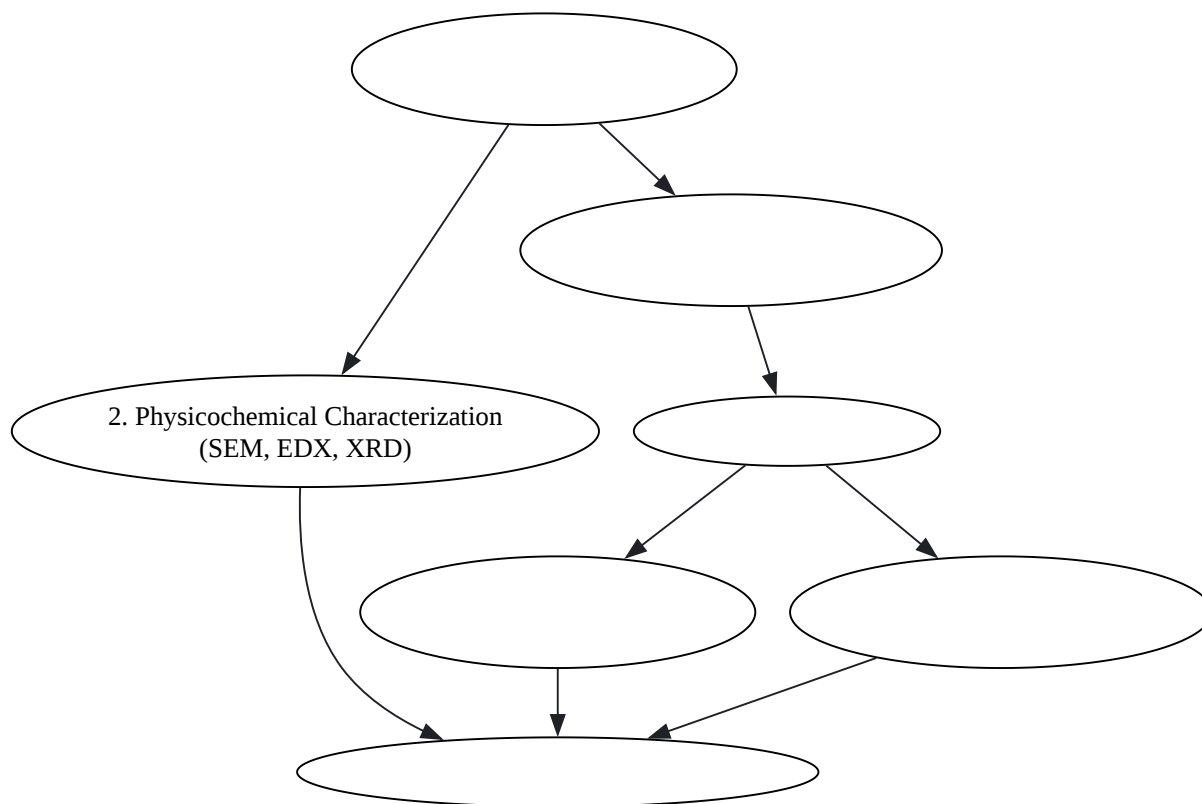 2. Physicochemical Characterization
(SEM, EDX, XRD)